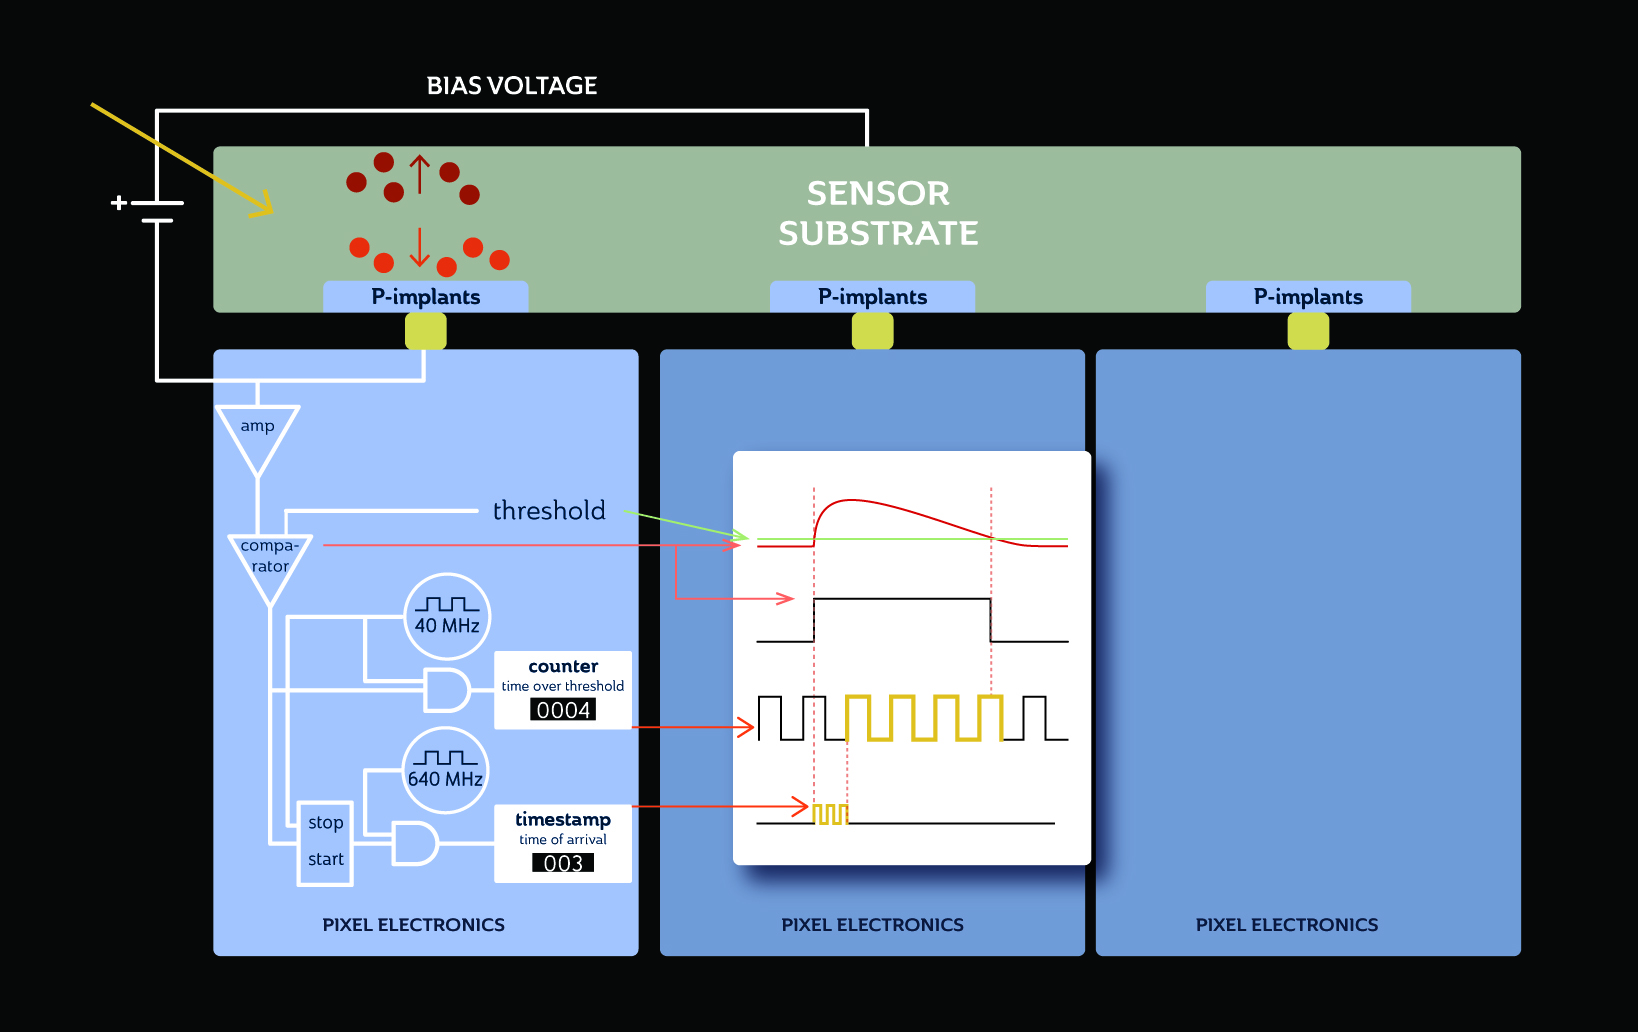 BIAS VOLTAGE
+
SENSOR
SUBSTRATE
P-implants
P-implants
P-implants
amp
threshold
compa-
rator
40 MHz
counter
time over threshold
0004
640 MHz
stop
start
timestamp
time of arrival
003
PIXEL ELECTRONICS
PIXEL ELECTRONICS
PIXEL ELECTRONICS